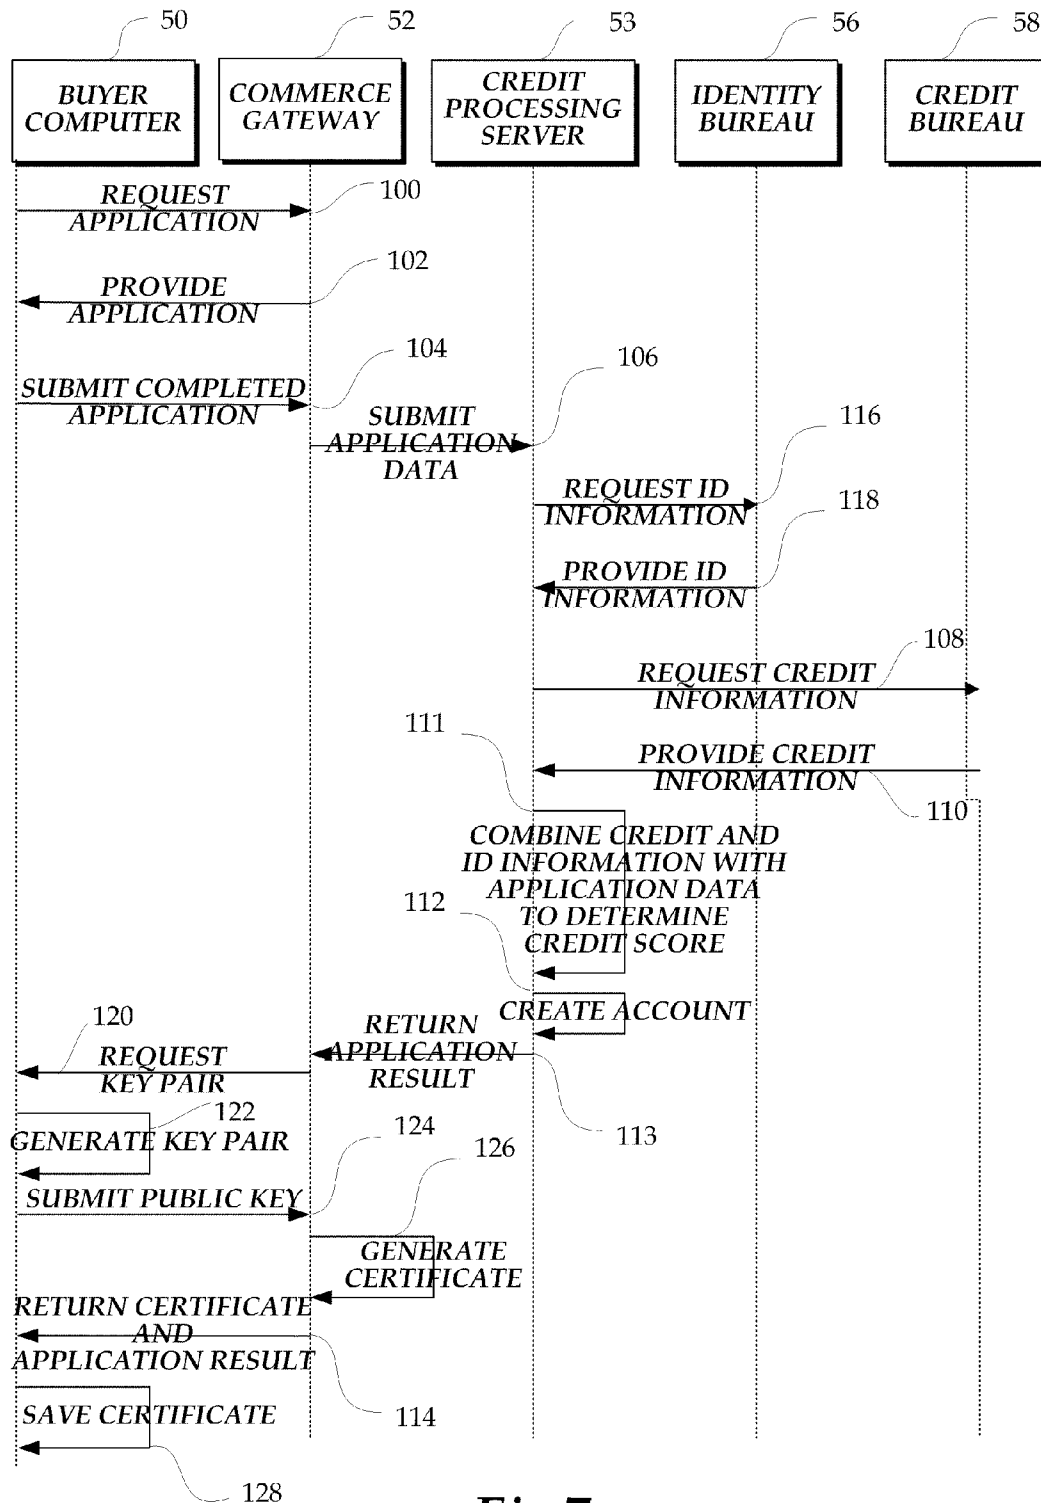 50
52
53
56
58
BUYER
COMPUTER
COMMERCE
GATEWAY
CREDIT
PROCESSING
SERVER
IDENTITY
BUREAU
CREDIT
BUREAU
REQUEST
APPLICATION
100
PROVIDE
APPLICATION
102
SUBMIT COMPLETED
APPLICATION
104
SUBMIT
APPLICATION
DATA
106
REQUEST ID
INFORMATION
116
PROVIDE ID
INFORMATION
118
REQUEST CREDIT
INFORMATION
108
PROVIDE CREDIT
INFORMATION
110
111
COMBINE CREDIT AND
ID INFORMATION WITH
APPLICATION DATA
TO DETERMINE
CREDIT SCORE
112
CREATE ACCOUNT
RETURN
APPLICATION
RESULT
113
120
REQUEST
KEY PAIR
122
GENERATE KEY PAIR
124
SUBMIT PUBLIC KEY
126
GENERATE
CERTIFICATE
RETURN CERTIFICATE
AND
APPLICATION RESULT
114
SAVE CERTIFICATE
128